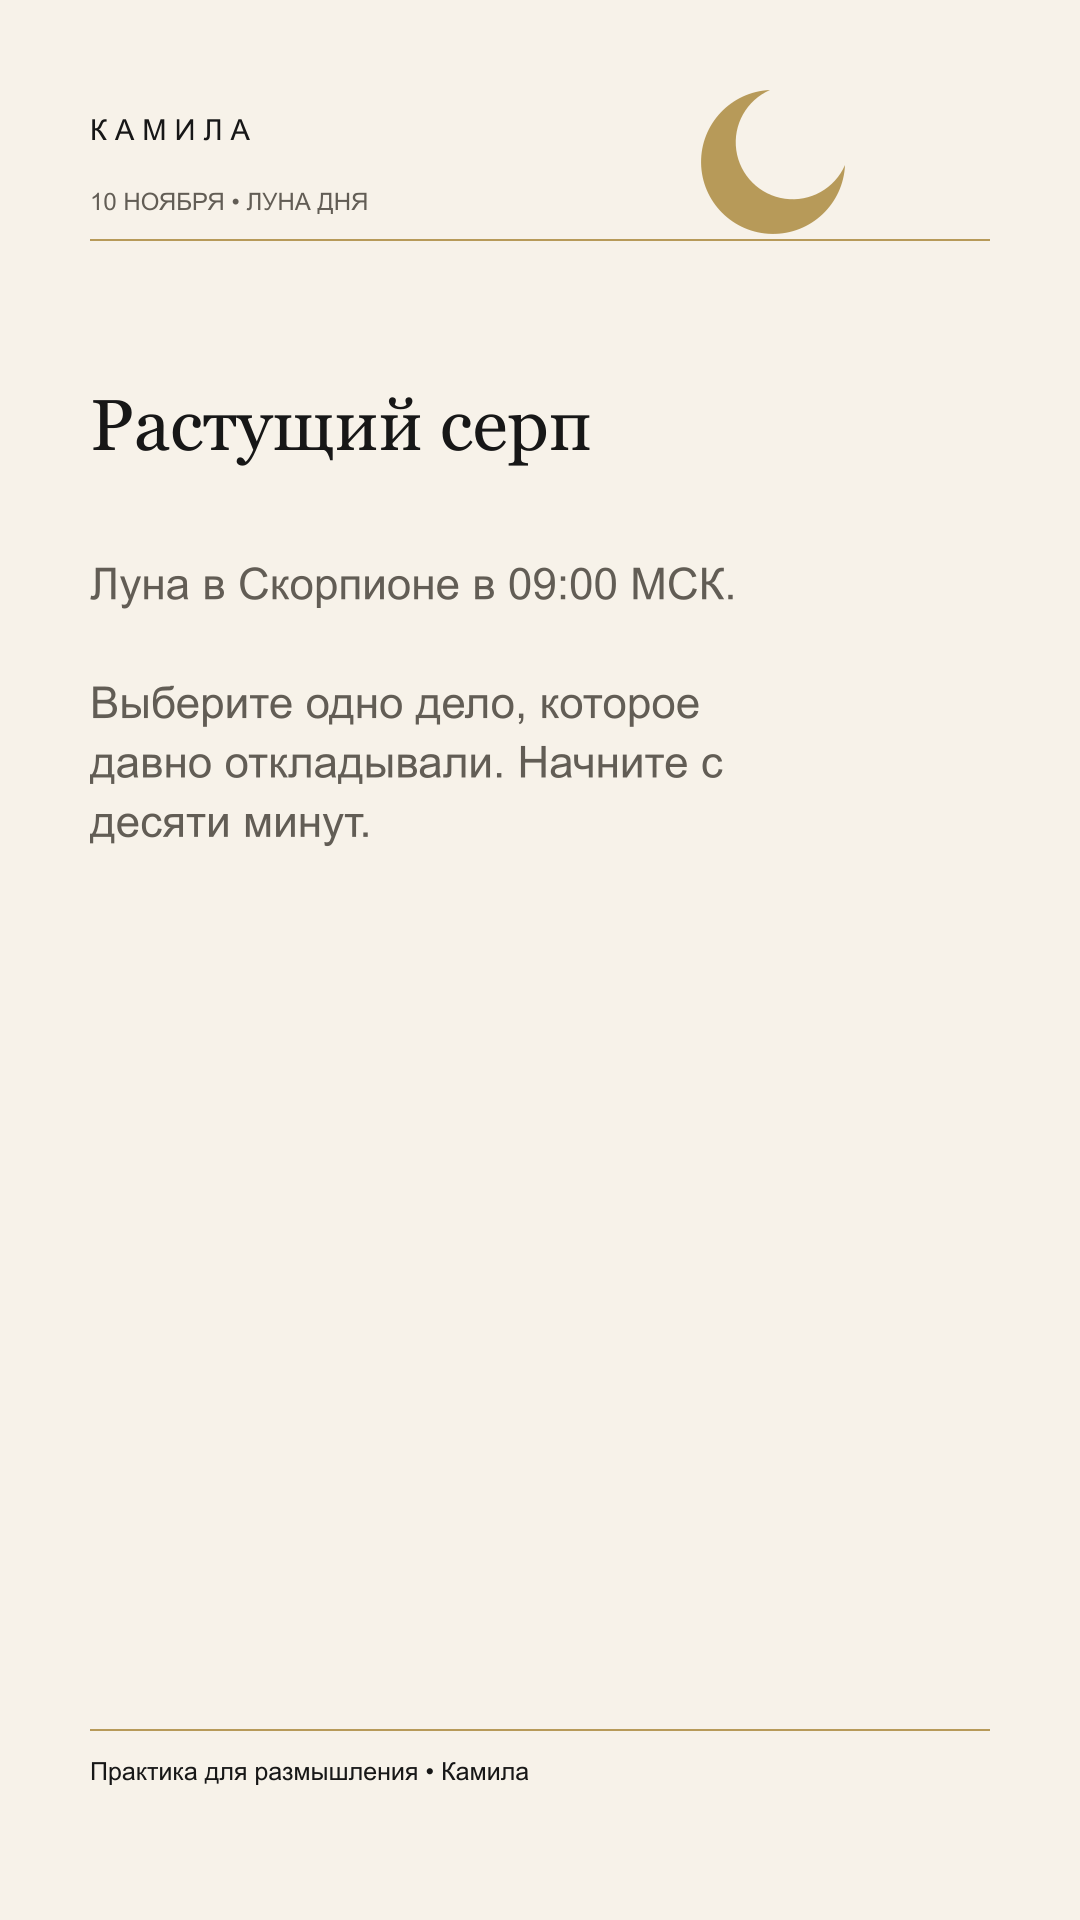 КАМИЛА
10 НОЯБРЯ • ЛУНА ДНЯ
Растущий серп
Луна в Скорпионе в 09:00 МСК.
Выберите одно дело, которое
давно откладывали. Начните с
десяти минут.
Практика для размышления • Камила